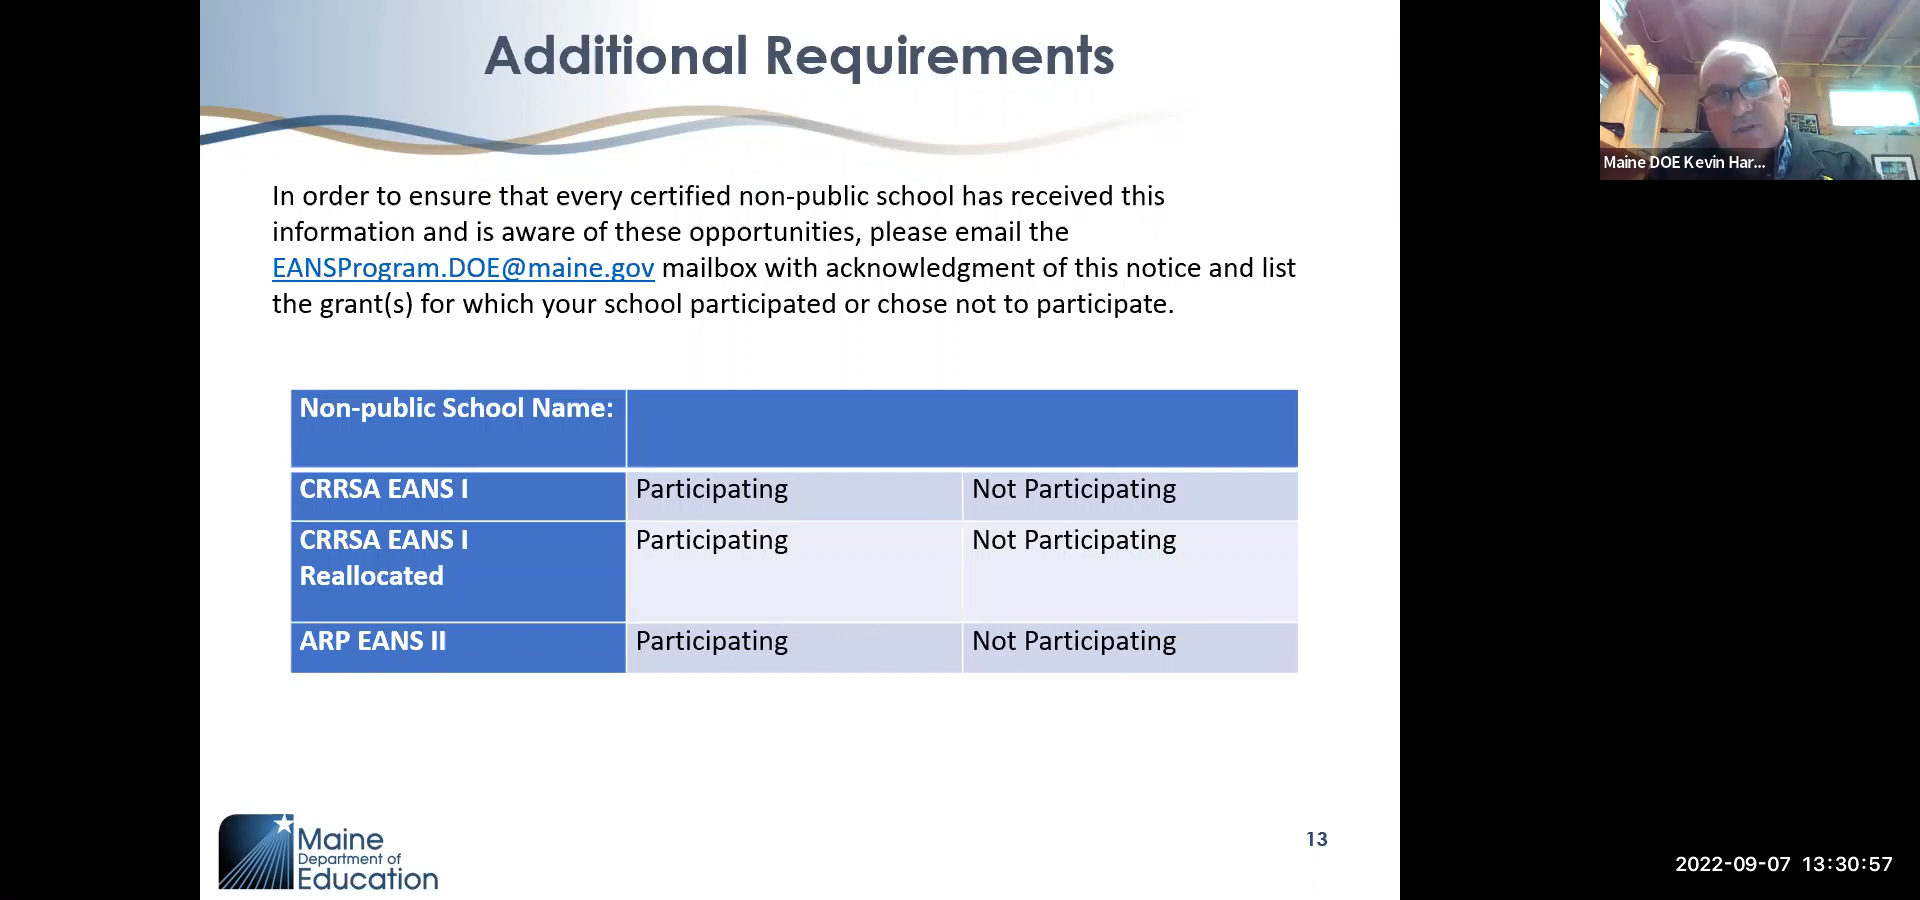 Additional Requirements
In order to ensure that every certified non-public school has received this
information and is aware of these opportunities, please email the
EANSProgram.DOE@maine.gov mailbox with acknowledgment of this notice and list
the grant(s) for which your school participated or chose not to participate.
Non-public School Name:
CRRSA EANS I Participating Not Participating
CRRSA EANS I Participating Not Participating
Reallocated
ARP EANS II Participating Not Participating
Maine
Department of
Education
13
Maine DOE Kevin Har...
2022-09-07 13:30:57